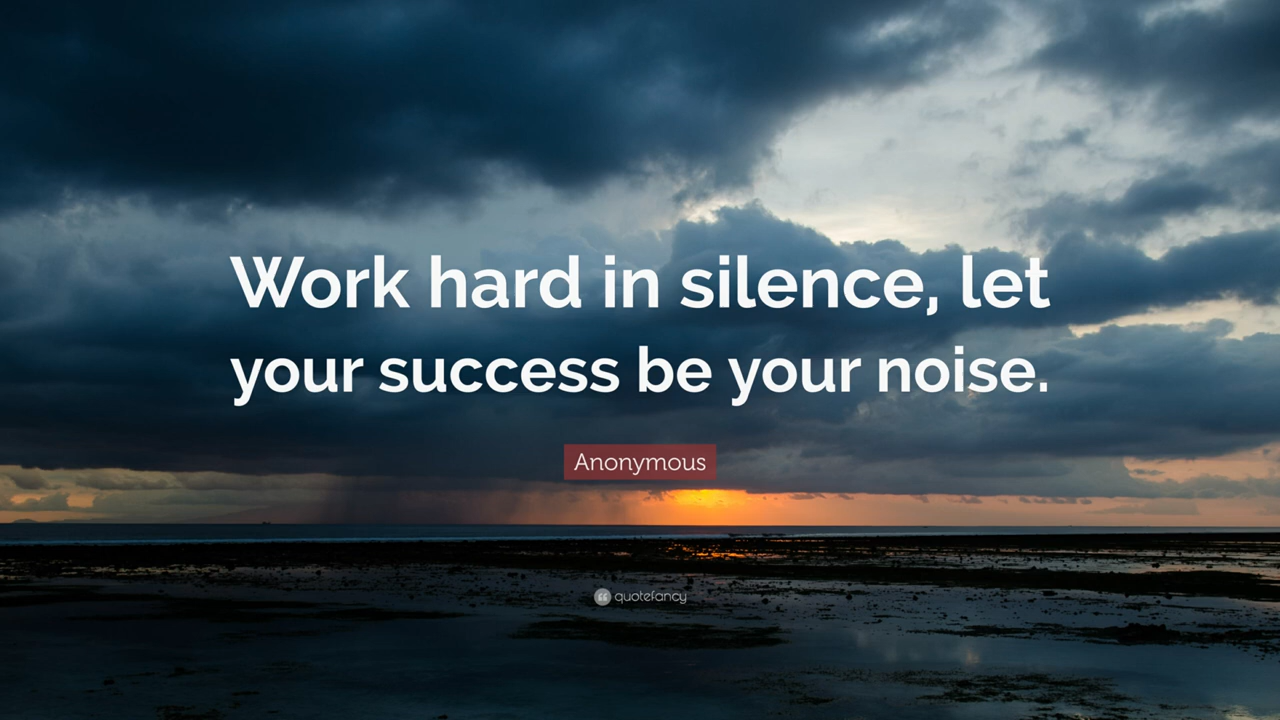 Work hard in silence, let
your success be your noise.
Anonymous
quotefancy